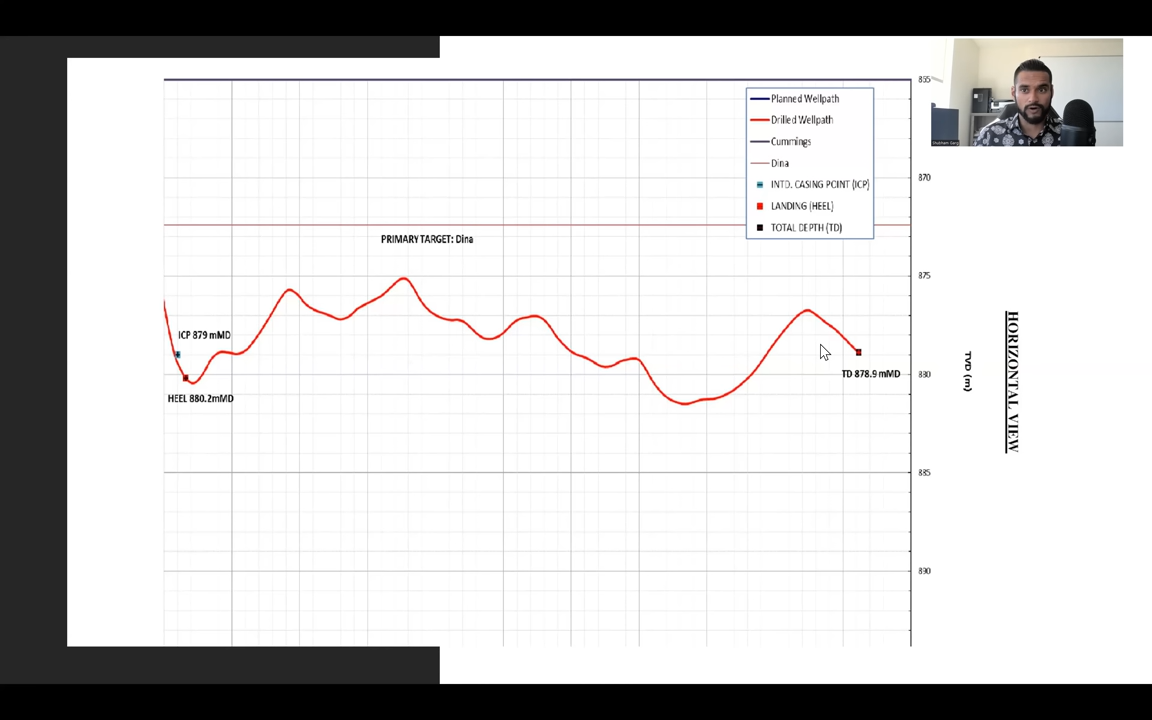 865
Planned Wellpath
Drilled Wellpath
Cummings
Dina
INTD. CASING POINT (ICP)
LANDING (HEEL)
TOTAL DEPTH (TD)
870
PRIMARY TARGET: Dina
875
ICP 879 mMD
HEEL 880.2mMD
880
TD 878.9 mMD
885
890
TVD (m)
HORIZONTAL VIEW